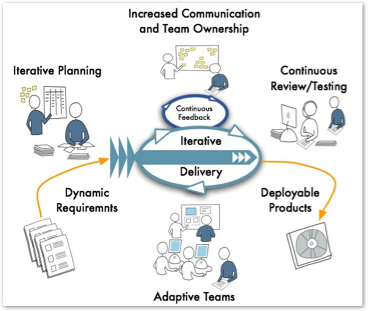 Increased Communication
and Team Ownership
Iterative Planning
Continuous
Review/Testing
Continuous
Feedback
Iterative
Delivery
Dynamic
Requiremnts
Deployable
Products
Adaptive Teams